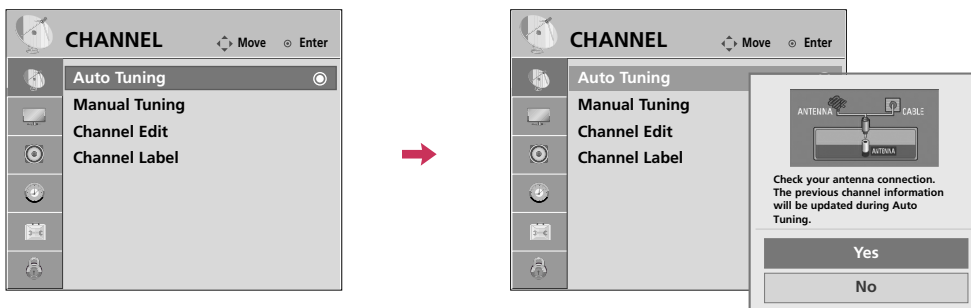 CHANNEL Move Enter
Auto Tuning
Manual Tuning
Channel Edit
Channel Label
CHANNEL Move Enter
Auto Tuning
Manual Tuning
Channel Edit
Channel Label
ANTENNA CABLE
ANTENNA
Check your antenna connection.
The previous channel information
will be updated during Auto
Tuning.
Yes
No